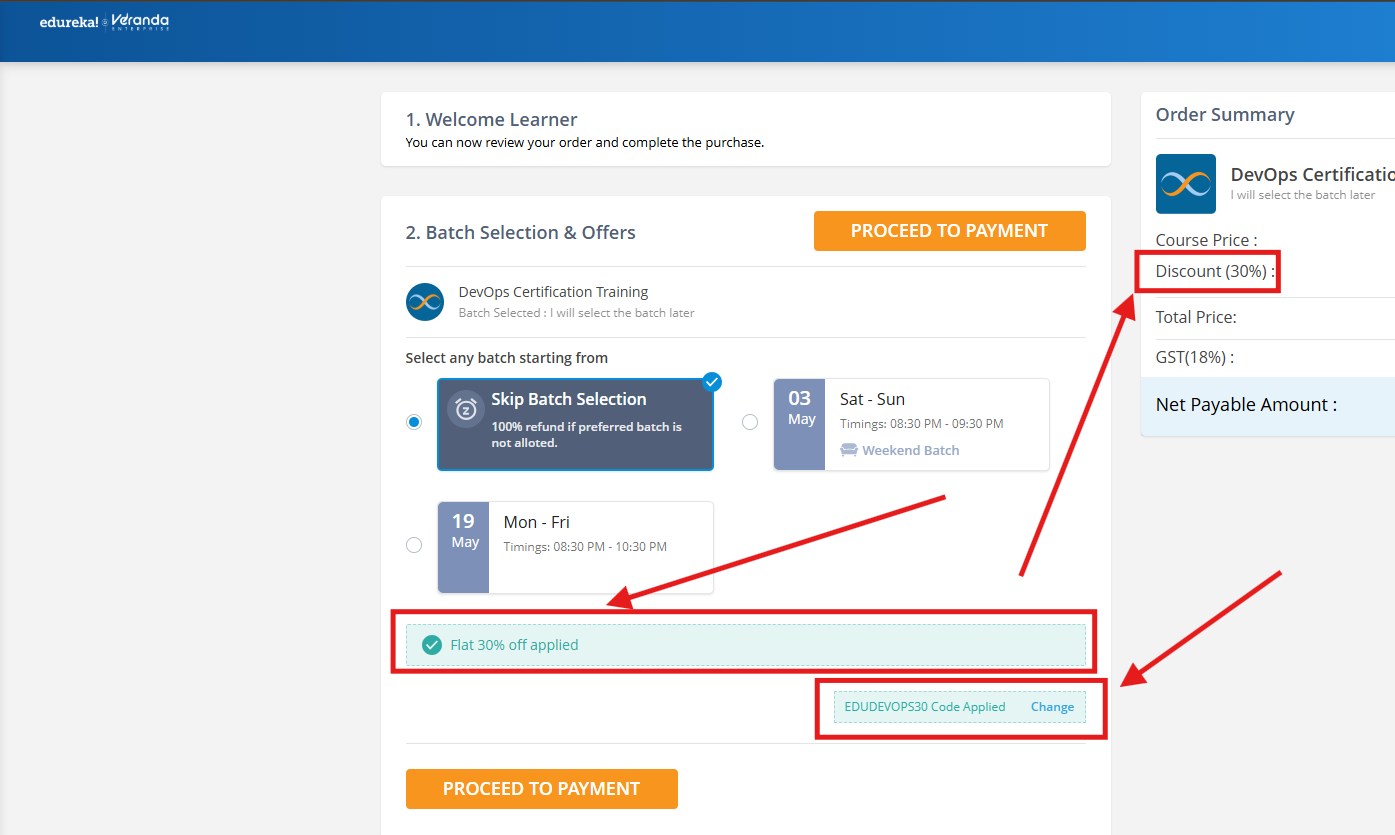 edureka! Veranda
ENTERPRISE
1. Welcome Learner
You can now review your order and complete the purchase.
2. Batch Selection & Offers
PROCEED TO PAYMENT
DevOps Certification Training
Batch Selected : I will select the batch later
Select any batch starting from
Skip Batch Selection
100% refund if preferred batch is
not alloted.
03
May
Sat - Sun
Timings: 08:30 PM - 09:30 PM
Weekend Batch
19
May
Mon - Fri
Timings: 08:30 PM - 10:30 PM
Flat 30% off applied
EDUDEVOPS30 Code Applied Change
PROCEED TO PAYMENT
Order Summary
DevOps Certificatio
I will select the batch later
Course Price :
Discount (30%) :
Total Price:
GST(18%) :
Net Payable Amount :